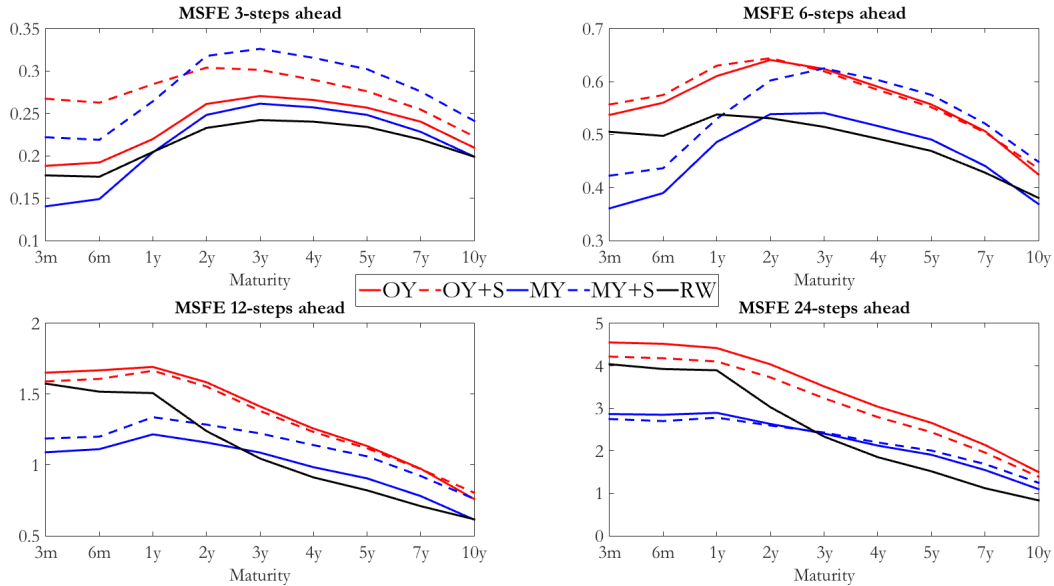 MSFE 3-steps ahead
0.35
0.3
0.25
0.2
0.15
0.1
3m 6m 1y 2y 3y 4y 5y 7y 10y
Maturity
MSFE 6-steps ahead
0.7
0.6
0.5
0.4
0.3
3m 6m 1y 2y 3y 4y 5y 7y 10y
Maturity
OY OY+S MY MY+S RW
MSFE 12-steps ahead
2
1.5
1
0.5
3m 6m 1y 2y 3y 4y 5y 7y 10y
Maturity
MSFE 24-steps ahead
5
4
3
2
1
0
3m 6m 1y 2y 3y 4y 5y 7y 10y
Maturity